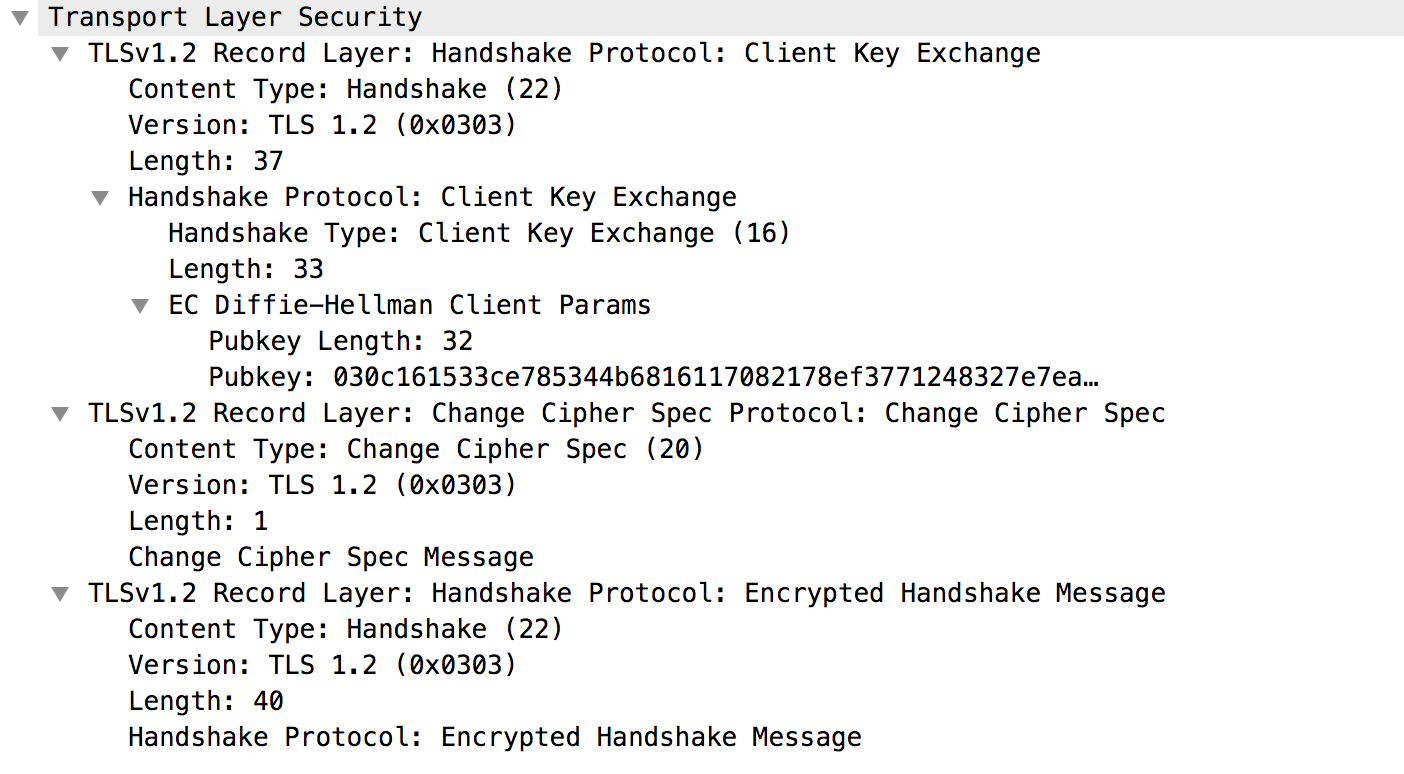 Transport Layer Security
TLSv1.2 Record Layer: Handshake Protocol: Client Key Exchange
Content Type: Handshake (22)
Version: TLS 1.2 (0x0303)
Length: 37
Handshake Protocol: Client Key Exchange
Handshake Type: Client Key Exchange (16)
Length: 33
EC Diffie-Hellman Client Params
Pubkey Length: 32
Pubkey: 030c161533ce785344b6816117082178ef3771248327e7ea…
TLSv1.2 Record Layer: Change Cipher Spec Protocol: Change Cipher Spec
Content Type: Change Cipher Spec (20)
Version: TLS 1.2 (0x0303)
Length: 1
Change Cipher Spec Message
TLSv1.2 Record Layer: Handshake Protocol: Encrypted Handshake Message
Content Type: Handshake (22)
Version: TLS 1.2 (0x0303)
Length: 40
Handshake Protocol: Encrypted Handshake Message